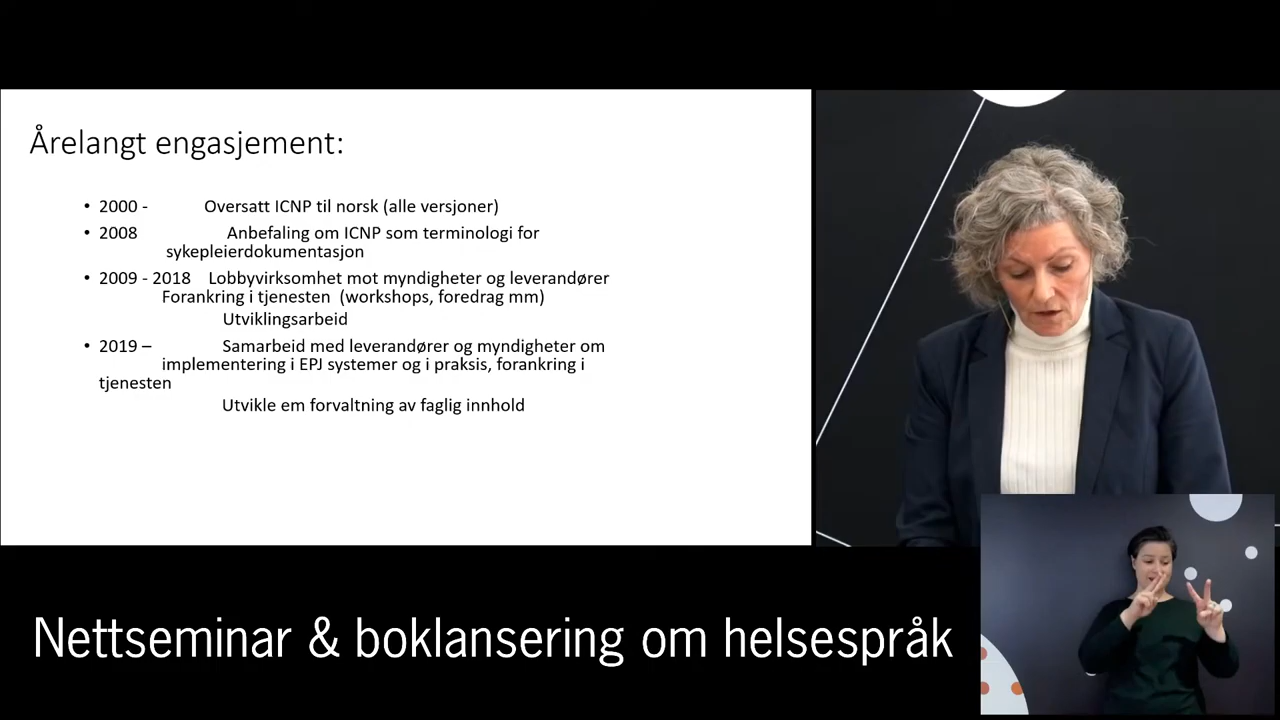 Årelangt engasjement:
• 2000 - Oversatt ICNP til norsk (alle versjoner)
• 2008 Anbefaling om ICNP som terminologi for
sykepleierdokumentasjon
• 2009 - 2018 Lobbyvirksomhet mot myndigheter og leverandører
Forankring i tjenesten (workshops, foredrag mm)
Utviklingsarbeid
• 2019 – Samarbeid med leverandører og myndigheter om
implementering i EPJ systemer og i praksis, forankring i
tjenesten
Utvikle em forvaltning av faglig innhold
Nettseminar & boklansering om helsespråk